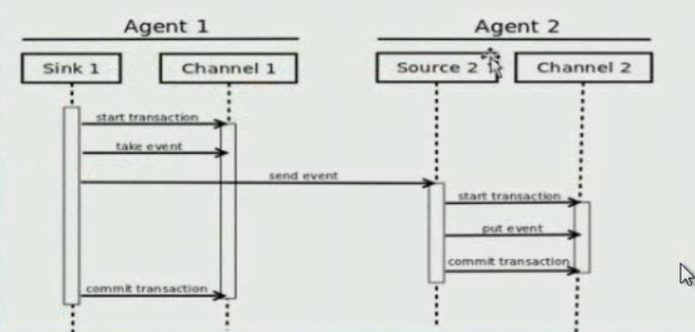 Agent 1
Agent 2
Sink 1
Channel 1
Source 2
Channel 2
start transaction
take event
send event
start transaction
put event
commit transaction
commit transaction